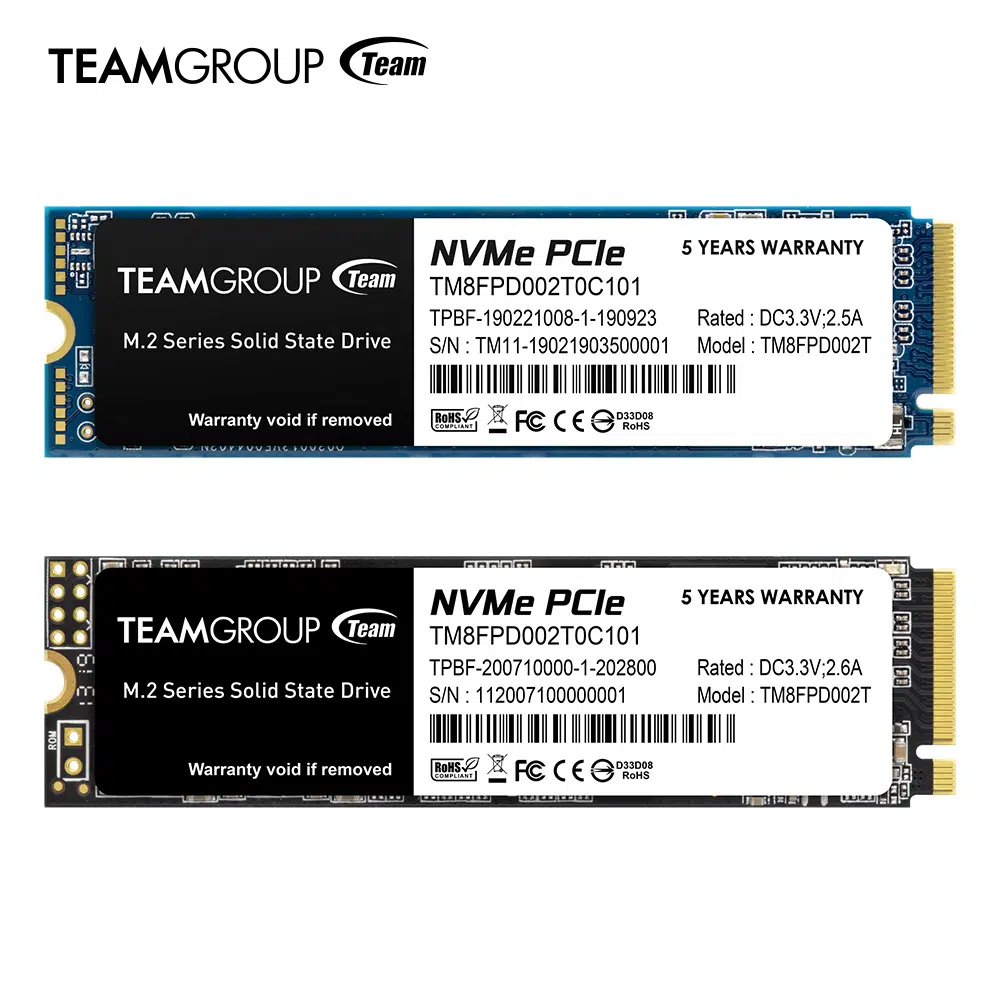 TEAMGROUP Team
TEAMGROUP Team
M.2 Series Solid State Drive
Warranty void if removed
NVMe PCIe
5 YEARS WARRANTY
TM8FPD002T0C101
TPBF-190221008-1-190923
Rated : DC3.3V;2.5A
S/N : TM11-19021903500001
Model : TM8FPD002T
RoHS
COMPLIANT
FC CE
D33D08
RoHS
TEAMGROUP Team
M.2 Series Solid State Drive
Warranty void if removed
NVMe PCIe
5 YEARS WARRANTY
TM8FPD002T0C101
TPBF-200710000-1-202800
Rated : DC3.3V;2.6A
S/N : 112007100000001
Model : TM8FPD002T
RoHS
COMPLIANT
FC CE
D33D08
RoHS
ROM